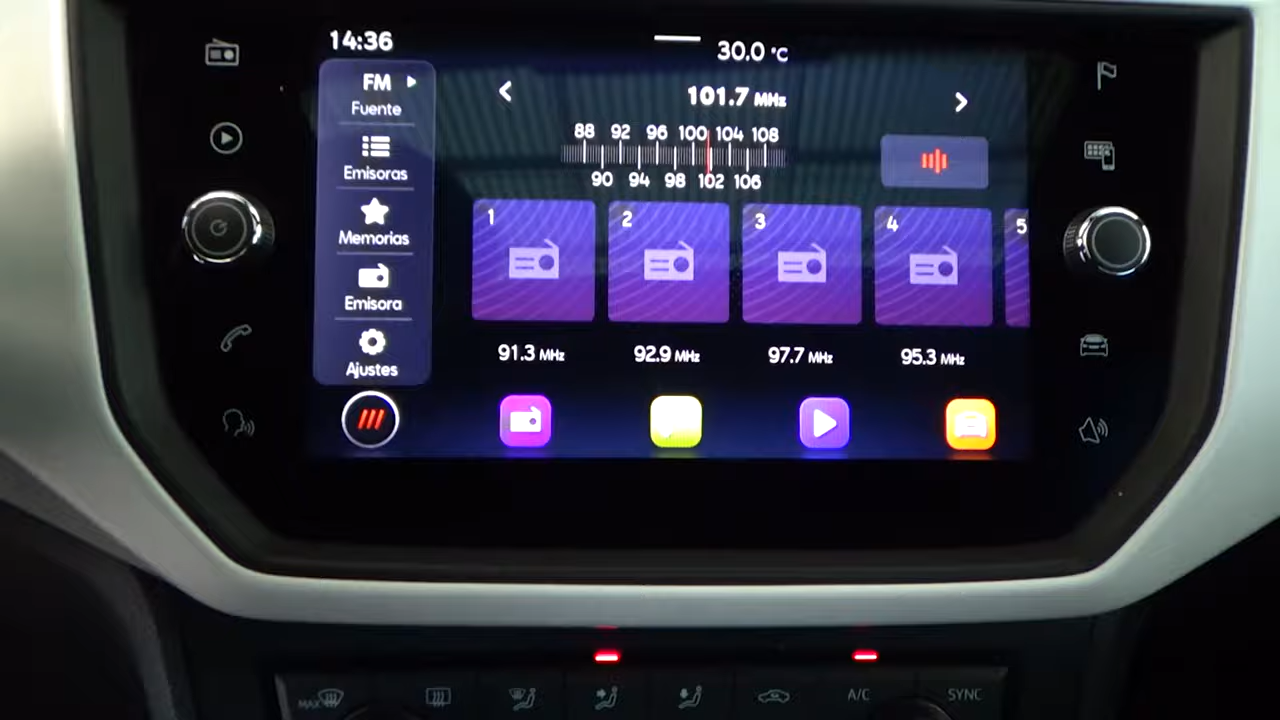 14:36
30.0 °C
FM
Fuente
101.7 MHz
88 92 96 100 104 108
90 94 98 102 106
Emisoras
Memorias
Emisora
Ajustes
1
2
3
4
5
91.3 MHz
92.9 MHz
97.7 MHz
95.3 MHz
MAX
A/C
SYNC